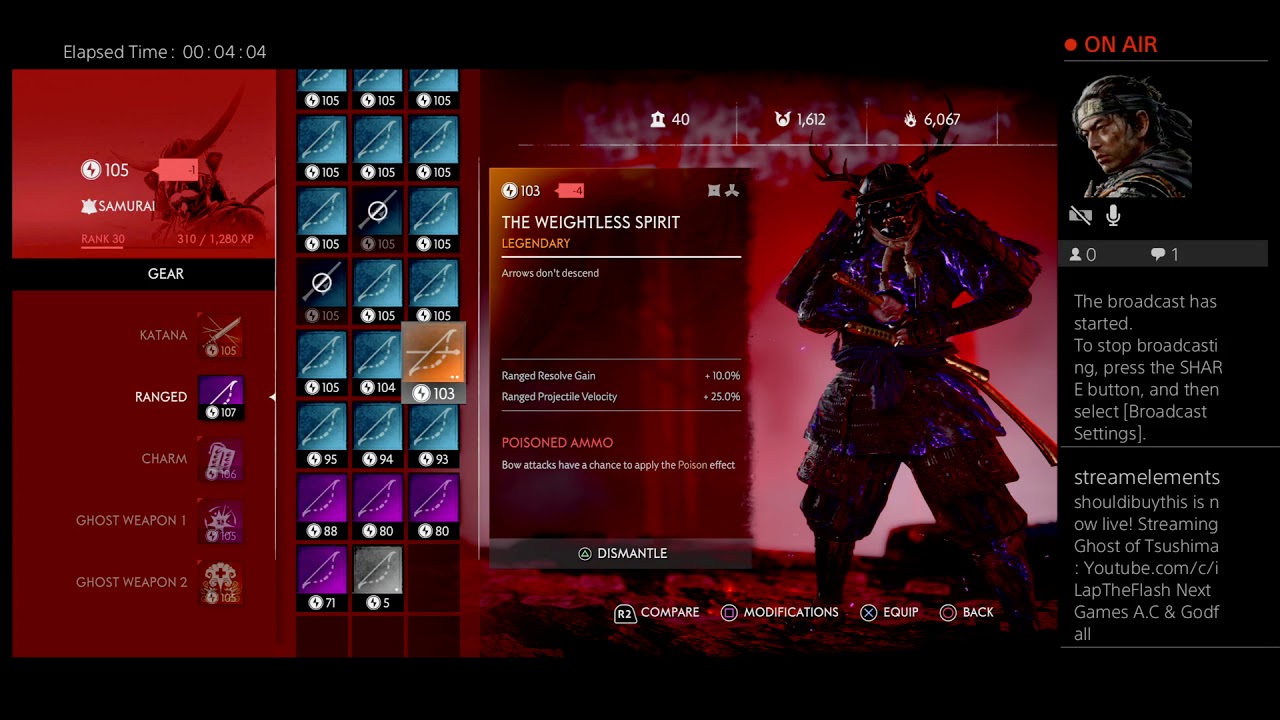 Elapsed Time: 00:04:04
ON AIR
105 -1
SAMURAI
RANK 30 310 / 1,280 XP
GEAR
KATANA 105
RANGED 107
CHARM 106
GHOST WEAPON 1 105
GHOST WEAPON 2 105
105 105 105
105 105 105
105 105 105
105 105 105
105 104 103
95 94 93
88 80 80
71 5
40 1,612 6,067
103 -4
THE WEIGHTLESS SPIRIT
LEGENDARY
Arrows don't descend
Ranged Resolve Gain + 10.0%
Ranged Projectile Velocity + 25.0%
POISONED AMMO
Bow attacks have a chance to apply the Poison effect
DISMANTLE
R2 COMPARE MODIFICATIONS EQUIP BACK
0 1
The broadcast has
started.
To stop broadcasti
ng, press the SHAR
E button, and then
select [Broadcast
Settings].
streamelements
shouldibuythis is n
ow live! Streaming
Ghost of Tsushima
: Youtube.com/c/i
LapTheFlash Next
Games A.C & Godf
all